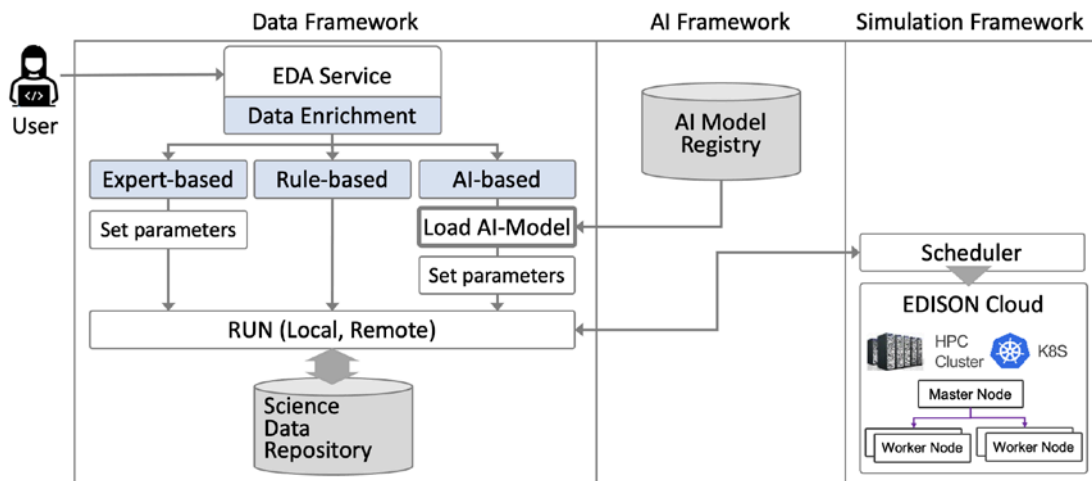 Data Framework
AI Framework
Simulation Framework
User
EDA Service
Data Enrichment
Expert-based
Rule-based
AI-based
Set parameters
Load AI-Model
Set parameters
RUN (Local, Remote)
Science
Data
Repository
AI Model
Registry
Scheduler
EDISON Cloud
HPC
Cluster
K8S
Master Node
Worker Node
Worker Node